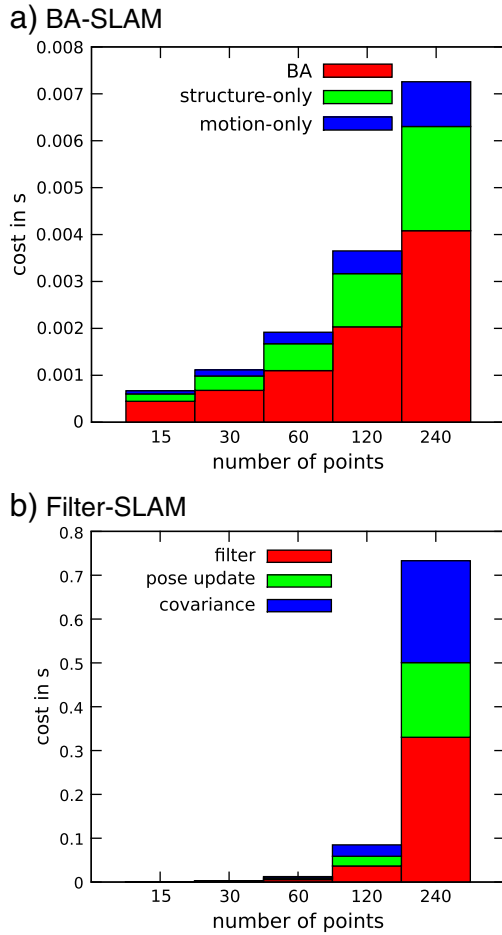 a) BA-SLAM
0.008
0.007
0.006
0.005
0.004
0.003
0.002
0.001
0
cost in s
BA
structure-only
motion-only
15 30 60 120 240
number of points
b) Filter-SLAM
0.8
0.7
0.6
0.5
0.4
0.3
0.2
0.1
0
cost in s
filter
pose update
covariance
15 30 60 120 240
number of points